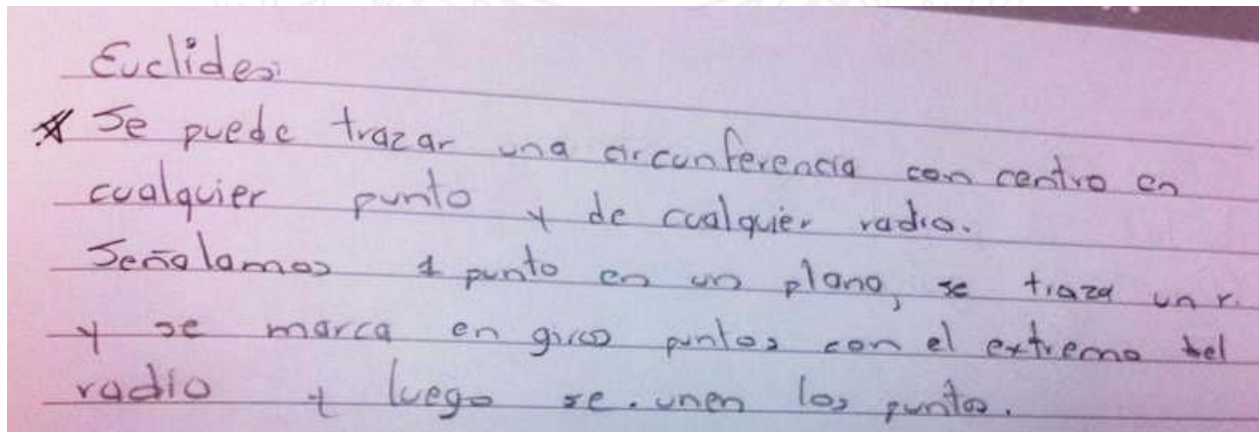 Euclides:
* Se puede trazar una circunferencia con centro en
cualquier punto y de cualquier radio.
Señalamos 1 punto en un plano, se traza un r.
y se marca en giros puntos con el extremo del
radio y luego se unen los puntos.